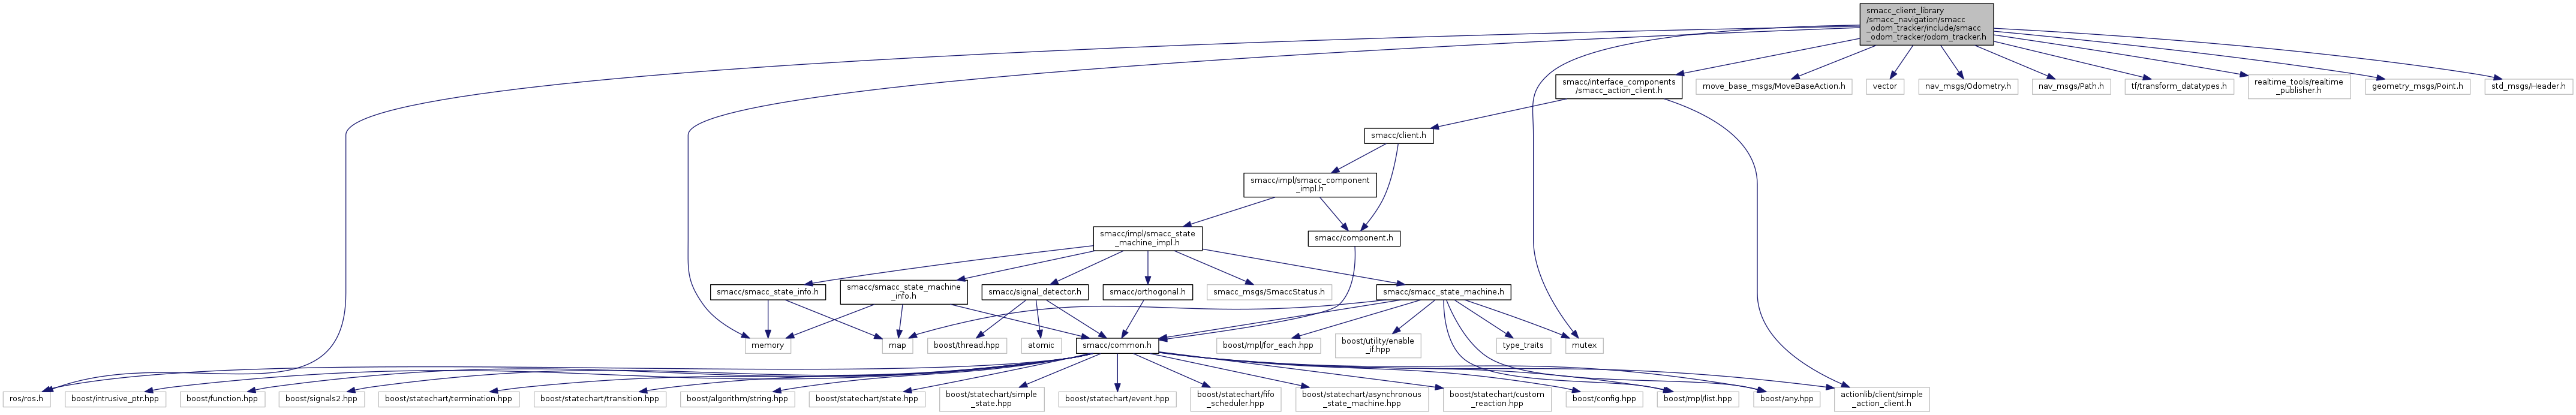 smacc_client_library
/smacc_navigation/smacc
_odom_tracker/include/smacc
_odom_tracker/odom_tracker.h
smacc/interface_components
/smacc_action_client.h
move_base_msgs/MoveBaseAction.h
vector
nav_msgs/Odometry.h
nav_msgs/Path.h
tf/transform_datatypes.h
realtime_tools/realtime
_publisher.h
geometry_msgs/Point.h
std_msgs/Header.h
smacc/client.h
smacc/impl/smacc_component
_impl.h
smacc/impl/smacc_state
_machine_impl.h
smacc/component.h
smacc/smacc_state_info.h
smacc/smacc_state_machine
_info.h
smacc/signal_detector.h
smacc/orthogonal.h
smacc_msgs/SmaccStatus.h
smacc/smacc_state_machine.h
memory
map
boost/thread.hpp
atomic
smacc/common.h
boost/mpl/for_each.hpp
boost/utility/enable
_if.hpp
type_traits
mutex
ros/ros.h
boost/intrusive_ptr.hpp
boost/function.hpp
boost/signals2.hpp
boost/statechart/termination.hpp
boost/statechart/transition.hpp
boost/algorithm/string.hpp
boost/statechart/state.hpp
boost/statechart/simple
_state.hpp
boost/statechart/event.hpp
boost/statechart/fifo
_scheduler.hpp
boost/statechart/asynchronous
_state_machine.hpp
boost/statechart/custom
_reaction.hpp
boost/config.hpp
boost/mpl/list.hpp
boost/any.hpp
actionlib/client/simple
_action_client.h